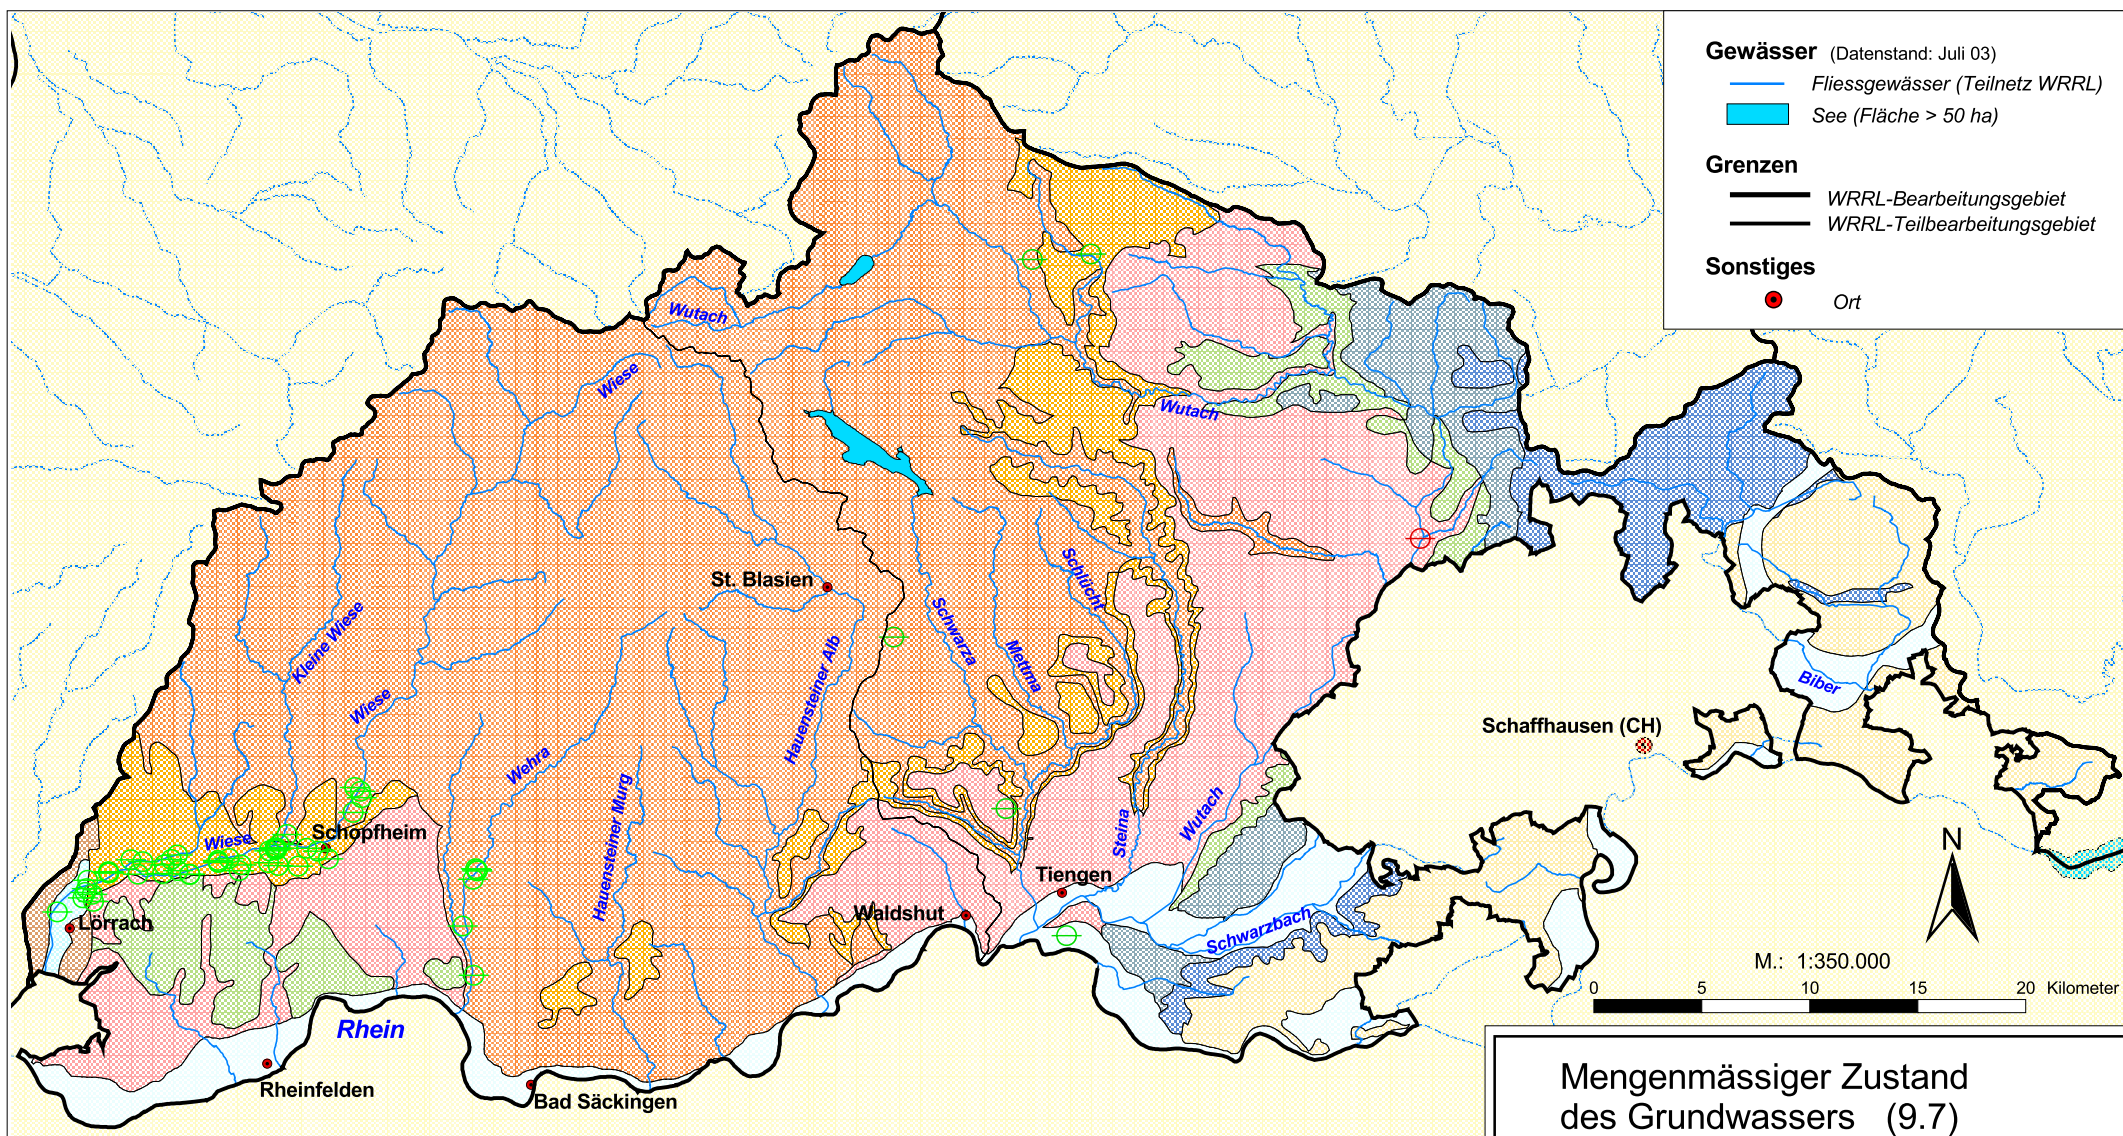 Gewässer (Datenstand: Juli 03)
Fliessgewässer (Teilnetz WRRL)
See (Fläche > 50 ha)
Grenzen
WRRL-Bearbeitungsgebiet
WRRL-Teilbearbeitungsgebiet
Sonstiges
Ort
Wutach
Wiese
Wutach
St. Blasien
Schlücht
Schwarza
Mettma
Kleine Wiese
Hauensteiner Alb
Wiese
Biber
Schaffhausen (CH)
Wehra
Hauensteiner Murg
Wutach
Steina
Wiese
Schopfheim
Tiengen
Waldshut
Lörrach
Schwarzbach
N
M.: 1:350.000
0 5 10 15 20 Kilometer
Rhein
Rheinfelden
Bad Säckingen
Mengenmässiger Zustand
des Grundwassers (9.7)